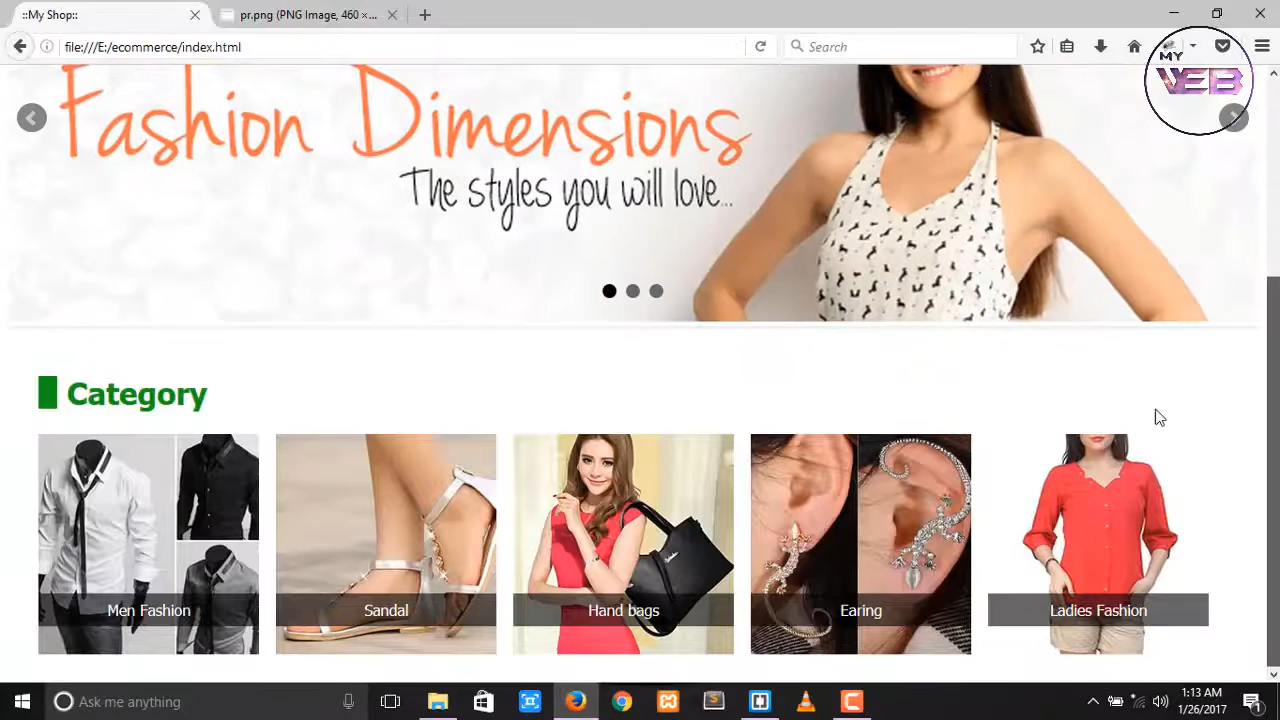 ::My Shop::
pr.png (PNG Image, 460 ×...
file:///E:/ecommerce/index.html
Search
MY
WEB
Fashion Dimensions
The styles you will love...
Category
Men Fashion
Sandal
Hand bags
Earing
Ladies Fashion
Ask me anything
1:13 AM
1/26/2017
1